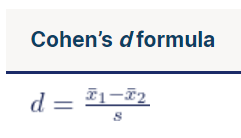 Cohen's d formula
d = x̄1−x̄2
s